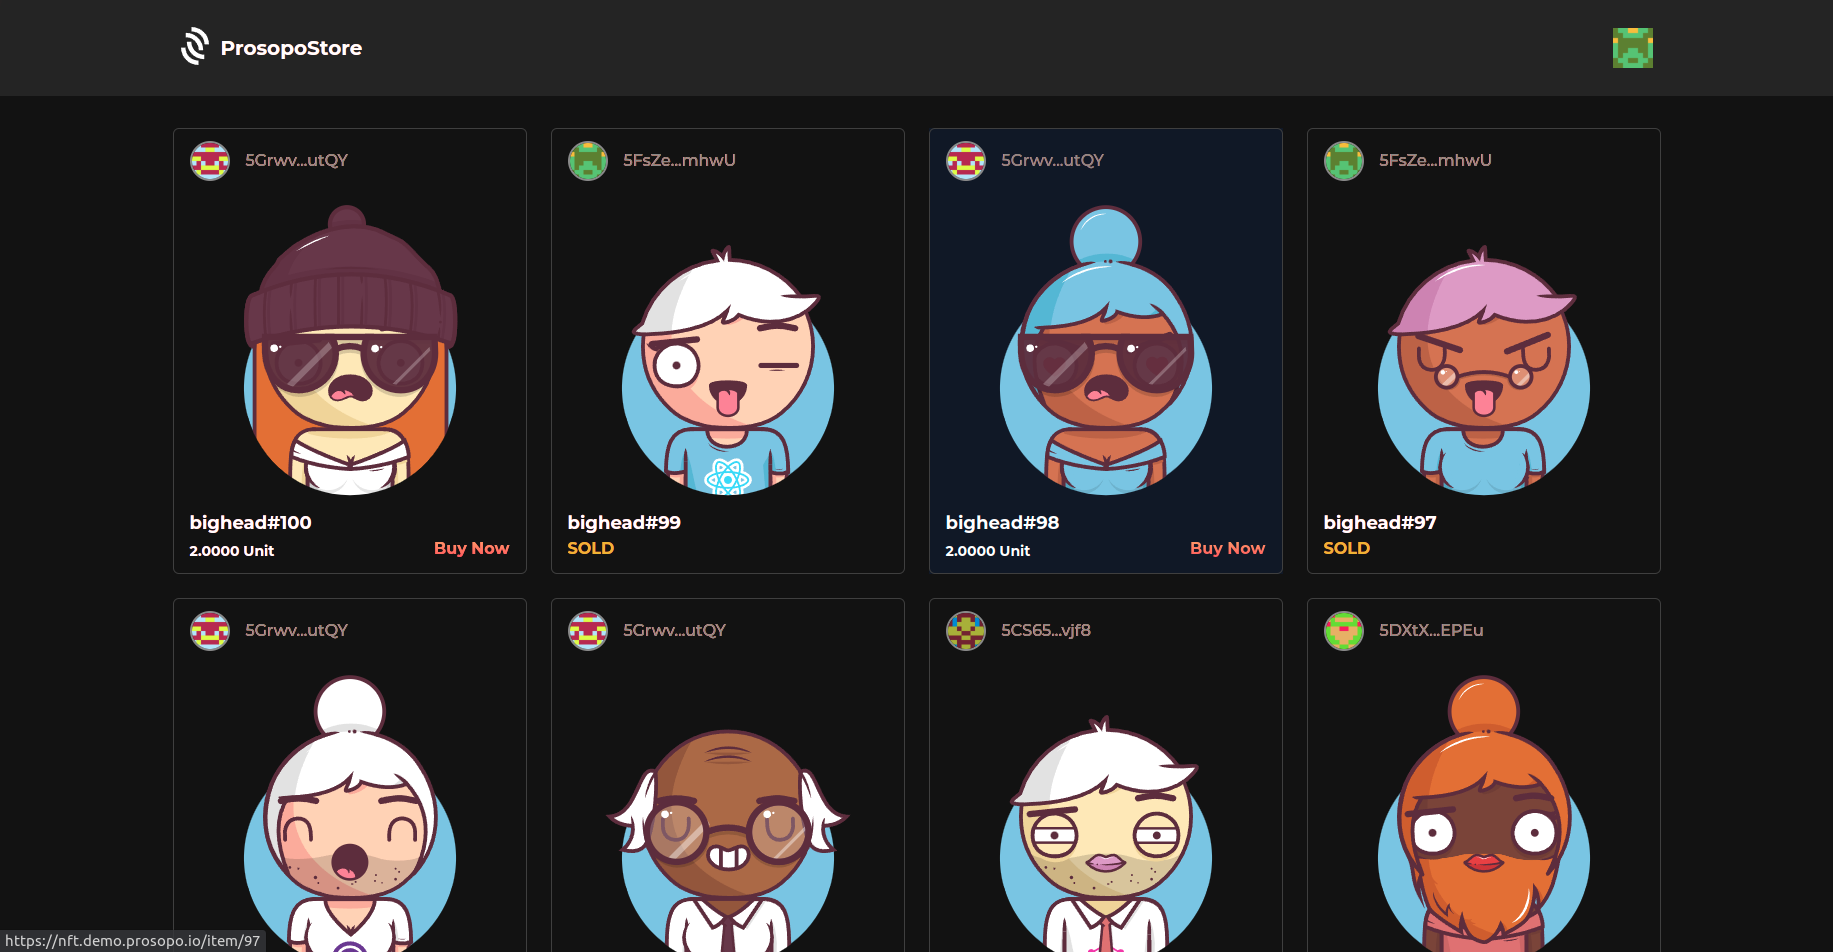 ProsopoStore
5Grwv...utQY
5FsZe...mhwU
5Grwv...utQY
5FsZe...mhwU
bighead#100
2.0000 Unit
Buy Now
bighead#99
SOLD
bighead#98
2.0000 Unit
Buy Now
bighead#97
SOLD
5Grwv...utQY
5Grwv...utQY
5CS65...vjf8
5DXtX...EPEu
https://nft.demo.prosopo.io/item/97